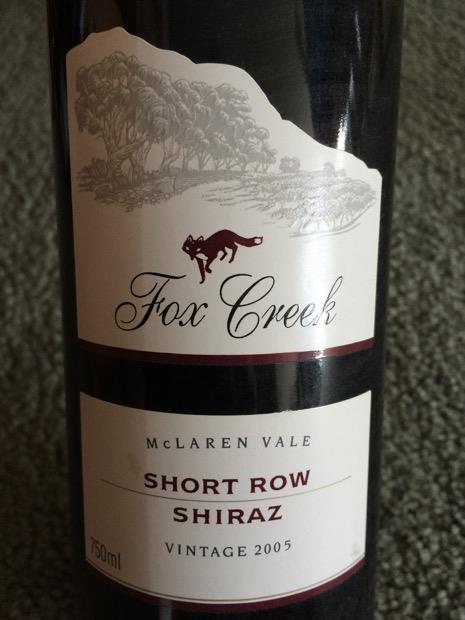 Fox Creek
McLAREN VALE
SHORT ROW
SHIRAZ
VINTAGE 2005
750ml